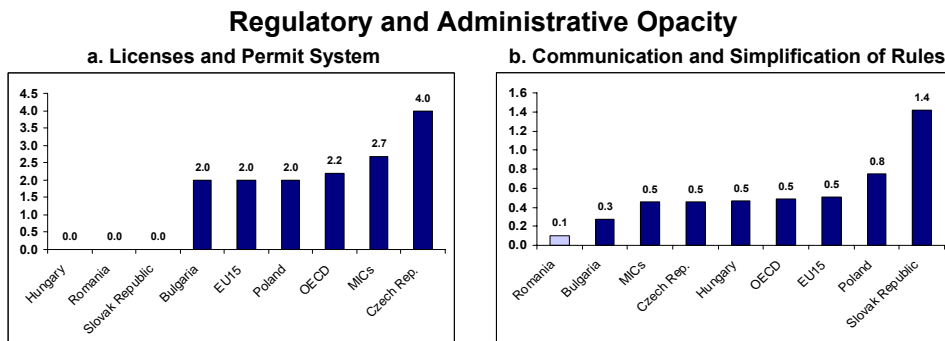 Regulatory and Administrative Opacity
a. Licenses and Permit System
4.5
4.0
3.5
3.0
2.5
2.0
1.5
1.0
0.5
0.0
0.0
0.0
0.0
2.0
2.0
2.0
2.2
2.7
4.0
Hungary
Romania
Slovak Republic
Bulgaria
EU15
Poland
OECD
MICs
Czech Rep.
b. Communication and Simplification of Rules
1.6
1.4
1.2
1.0
0.8
0.6
0.4
0.2
0.0
0.1
0.3
0.5
0.5
0.5
0.5
0.5
0.8
1.4
Romania
Bulgaria
MICs
Czech Rep.
Hungary
OECD
EU15
Poland
Slovak Republic